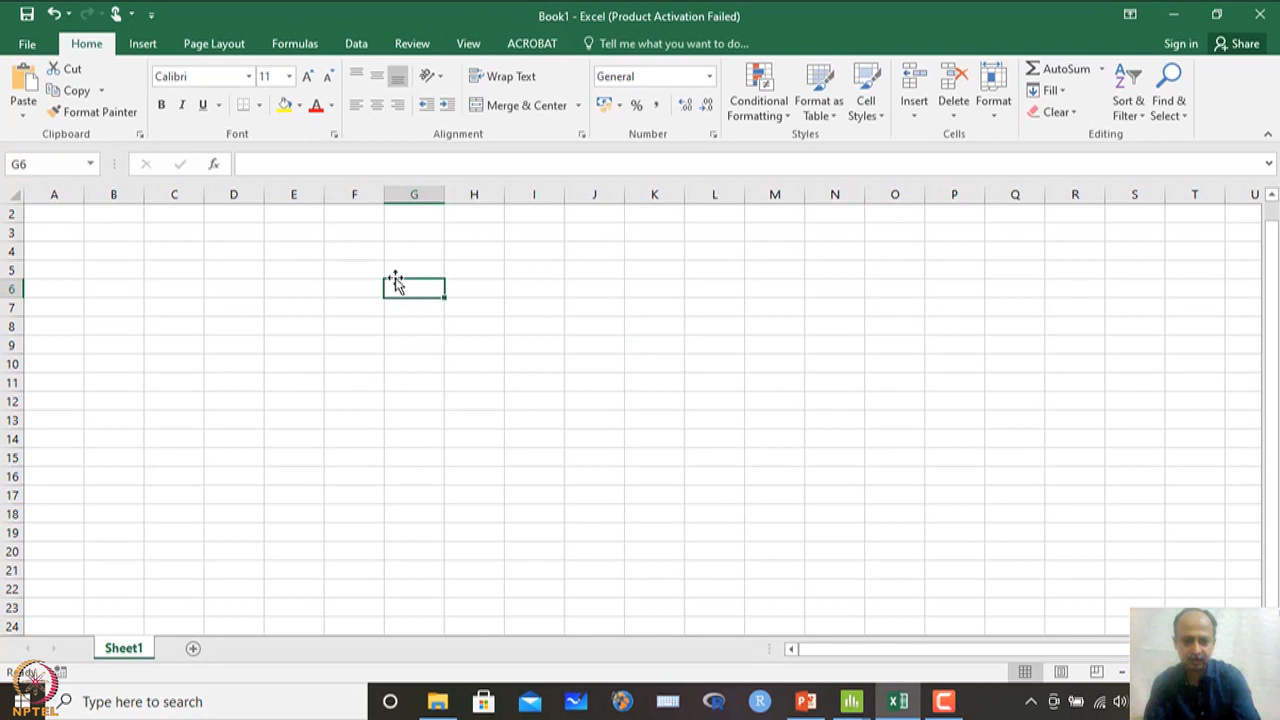 Book1 - Excel (Product Activation Failed)
File Home Insert Page Layout Formulas Data Review View ACROBAT Tell me what you want to do... Sign in Share
Paste
Cut
Copy
Format Painter
Clipboard
Calibri 11
B I U
Font
Wrap Text
Merge & Center
Alignment
General
%
Number
Conditional Formatting
Format as Table
Cell Styles
Styles
Insert Delete Format
Cells
AutoSum
Fill
Clear
Sort & Filter
Find & Select
Editing
G6 fx
A B C D E F G H I J K L M N O P Q R S T U
2
3
4
5
6
7
8
9
10
11
12
13
14
15
16
17
18
19
20
21
22
23
24
Sheet1
Type here to search
NPTEL